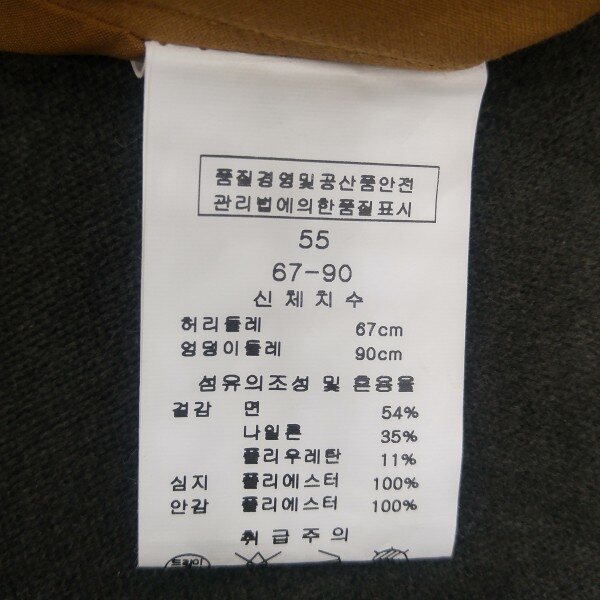 품질경영및공산품안전
관리법에의한품질표시
55
67-90
신체치수
허리둘레 67cm
엉덩이둘레 90cm
섬유의조성 및 혼용율
겉감 면 54%
나일론 35%
폴리우레탄 11%
심지 폴리에스터 100%
안감 폴리에스터 100%
취급주의
드라이